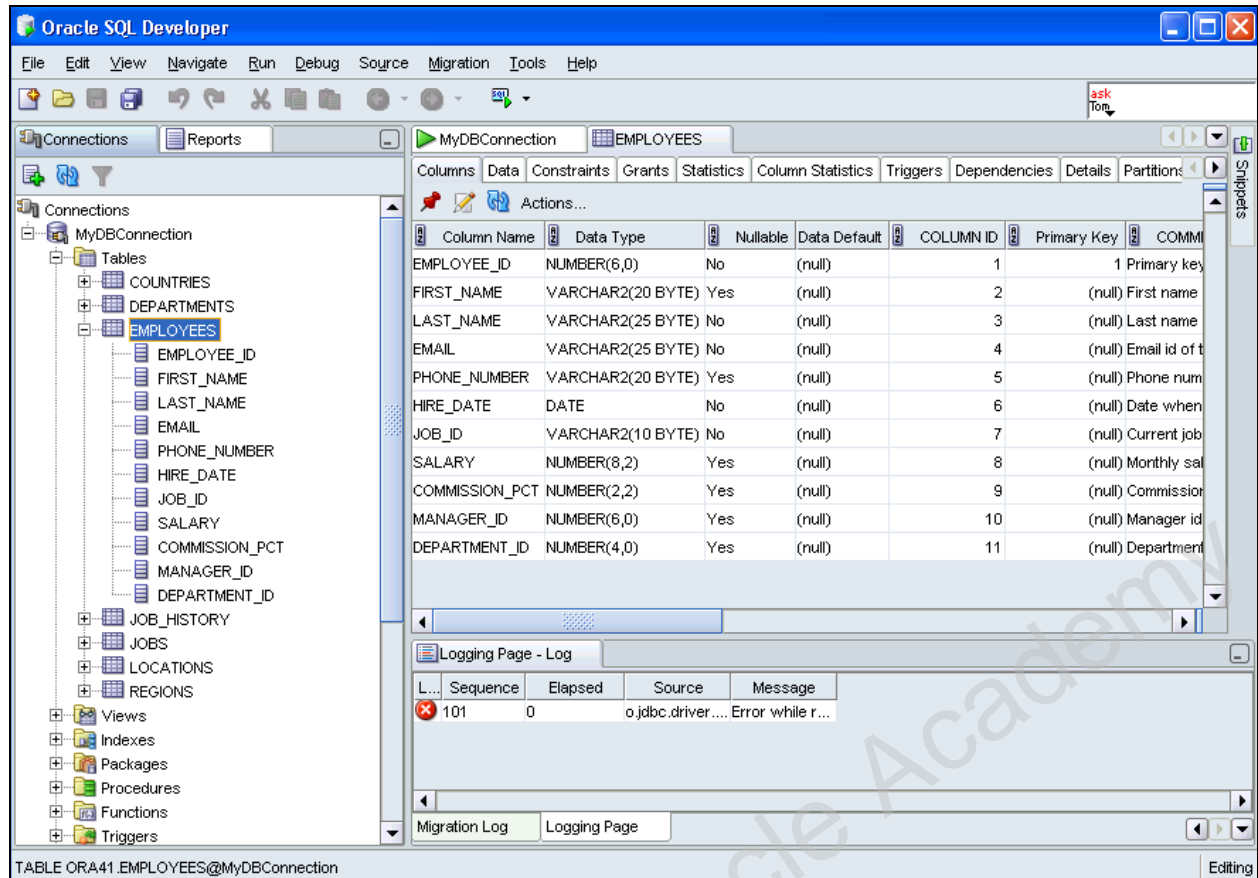 Oracle SQL Developer
File Edit View Navigate Run Debug Source Migration Tools Help
ask
Tom
Connections Reports
Connections
MyDBConnection
Tables
COUNTRIES
DEPARTMENTS
EMPLOYEES
EMPLOYEE_ID
FIRST_NAME
LAST_NAME
EMAIL
PHONE_NUMBER
HIRE_DATE
JOB_ID
SALARY
COMMISSION_PCT
MANAGER_ID
DEPARTMENT_ID
JOB_HISTORY
JOBS
LOCATIONS
REGIONS
Views
Indexes
Packages
Procedures
Functions
Triggers
MyDBConnection EMPLOYEES
Columns Data Constraints Grants Statistics Column Statistics Triggers Dependencies Details Partitions
Actions...
Column Name Data Type Nullable Data Default COLUMN ID Primary Key COMM
EMPLOYEE_ID NUMBER(6,0) No (null) 1 1 Primary key
FIRST_NAME VARCHAR2(20 BYTE) Yes (null) 2 (null) First name
LAST_NAME VARCHAR2(25 BYTE) No (null) 3 (null) Last name
EMAIL VARCHAR2(25 BYTE) No (null) 4 (null) Email id of t
PHONE_NUMBER VARCHAR2(20 BYTE) Yes (null) 5 (null) Phone num
HIRE_DATE DATE No (null) 6 (null) Date when
JOB_ID VARCHAR2(10 BYTE) No (null) 7 (null) Current job
SALARY NUMBER(8,2) Yes (null) 8 (null) Monthly sal
COMMISSION_PCT NUMBER(2,2) Yes (null) 9 (null) Commission
MANAGER_ID NUMBER(6,0) Yes (null) 10 (null) Manager id
DEPARTMENT_ID NUMBER(4,0) Yes (null) 11 (null) Department
Snippets
Logging Page - Log
L... Sequence Elapsed Source Message
101 0 o.jdbc.driver.... Error while r...
Migration Log Logging Page
TABLE ORA41.EMPLOYEES@MyDBConnection Editing
cle Academy